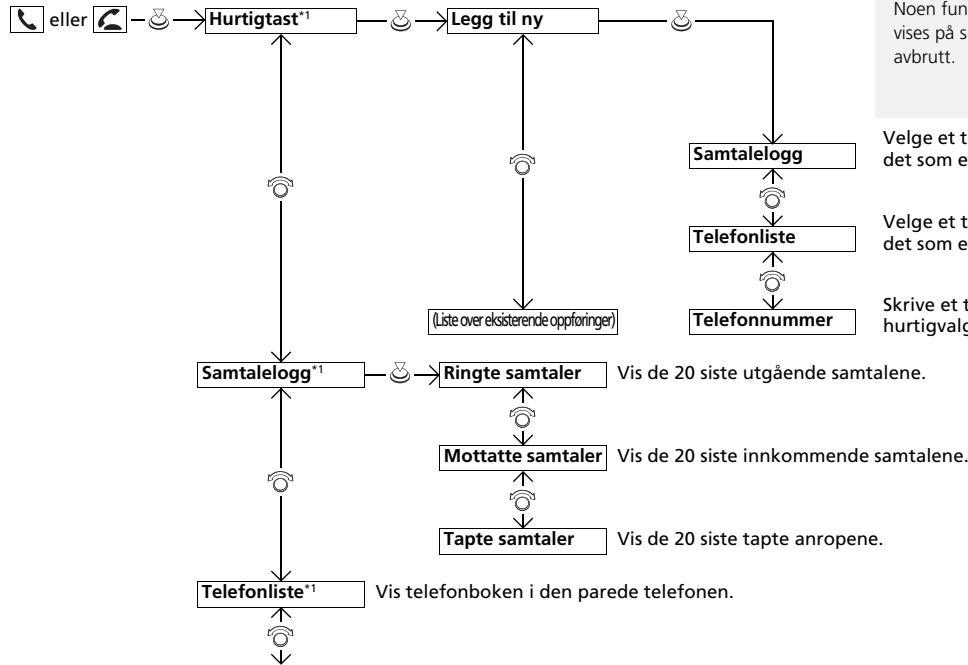 eller Hurtigtast*1 Legg til ny
Noen fun
vises på s
avbrutt.
Samtalelogg
Velge et t
det som e
Telefonliste
Velge et t
det som e
(Liste over eksisterende oppføringer)
Telefonnummer
Skrive et t
hurtigvalg
Samtalelogg*1 Ringte samtaler Vis de 20 siste utgående samtalene.
Mottatte samtaler Vis de 20 siste innkommende samtalene.
Tapte samtaler Vis de 20 siste tapte anropene.
Telefonliste*1 Vis telefonboken i den parede telefonen.